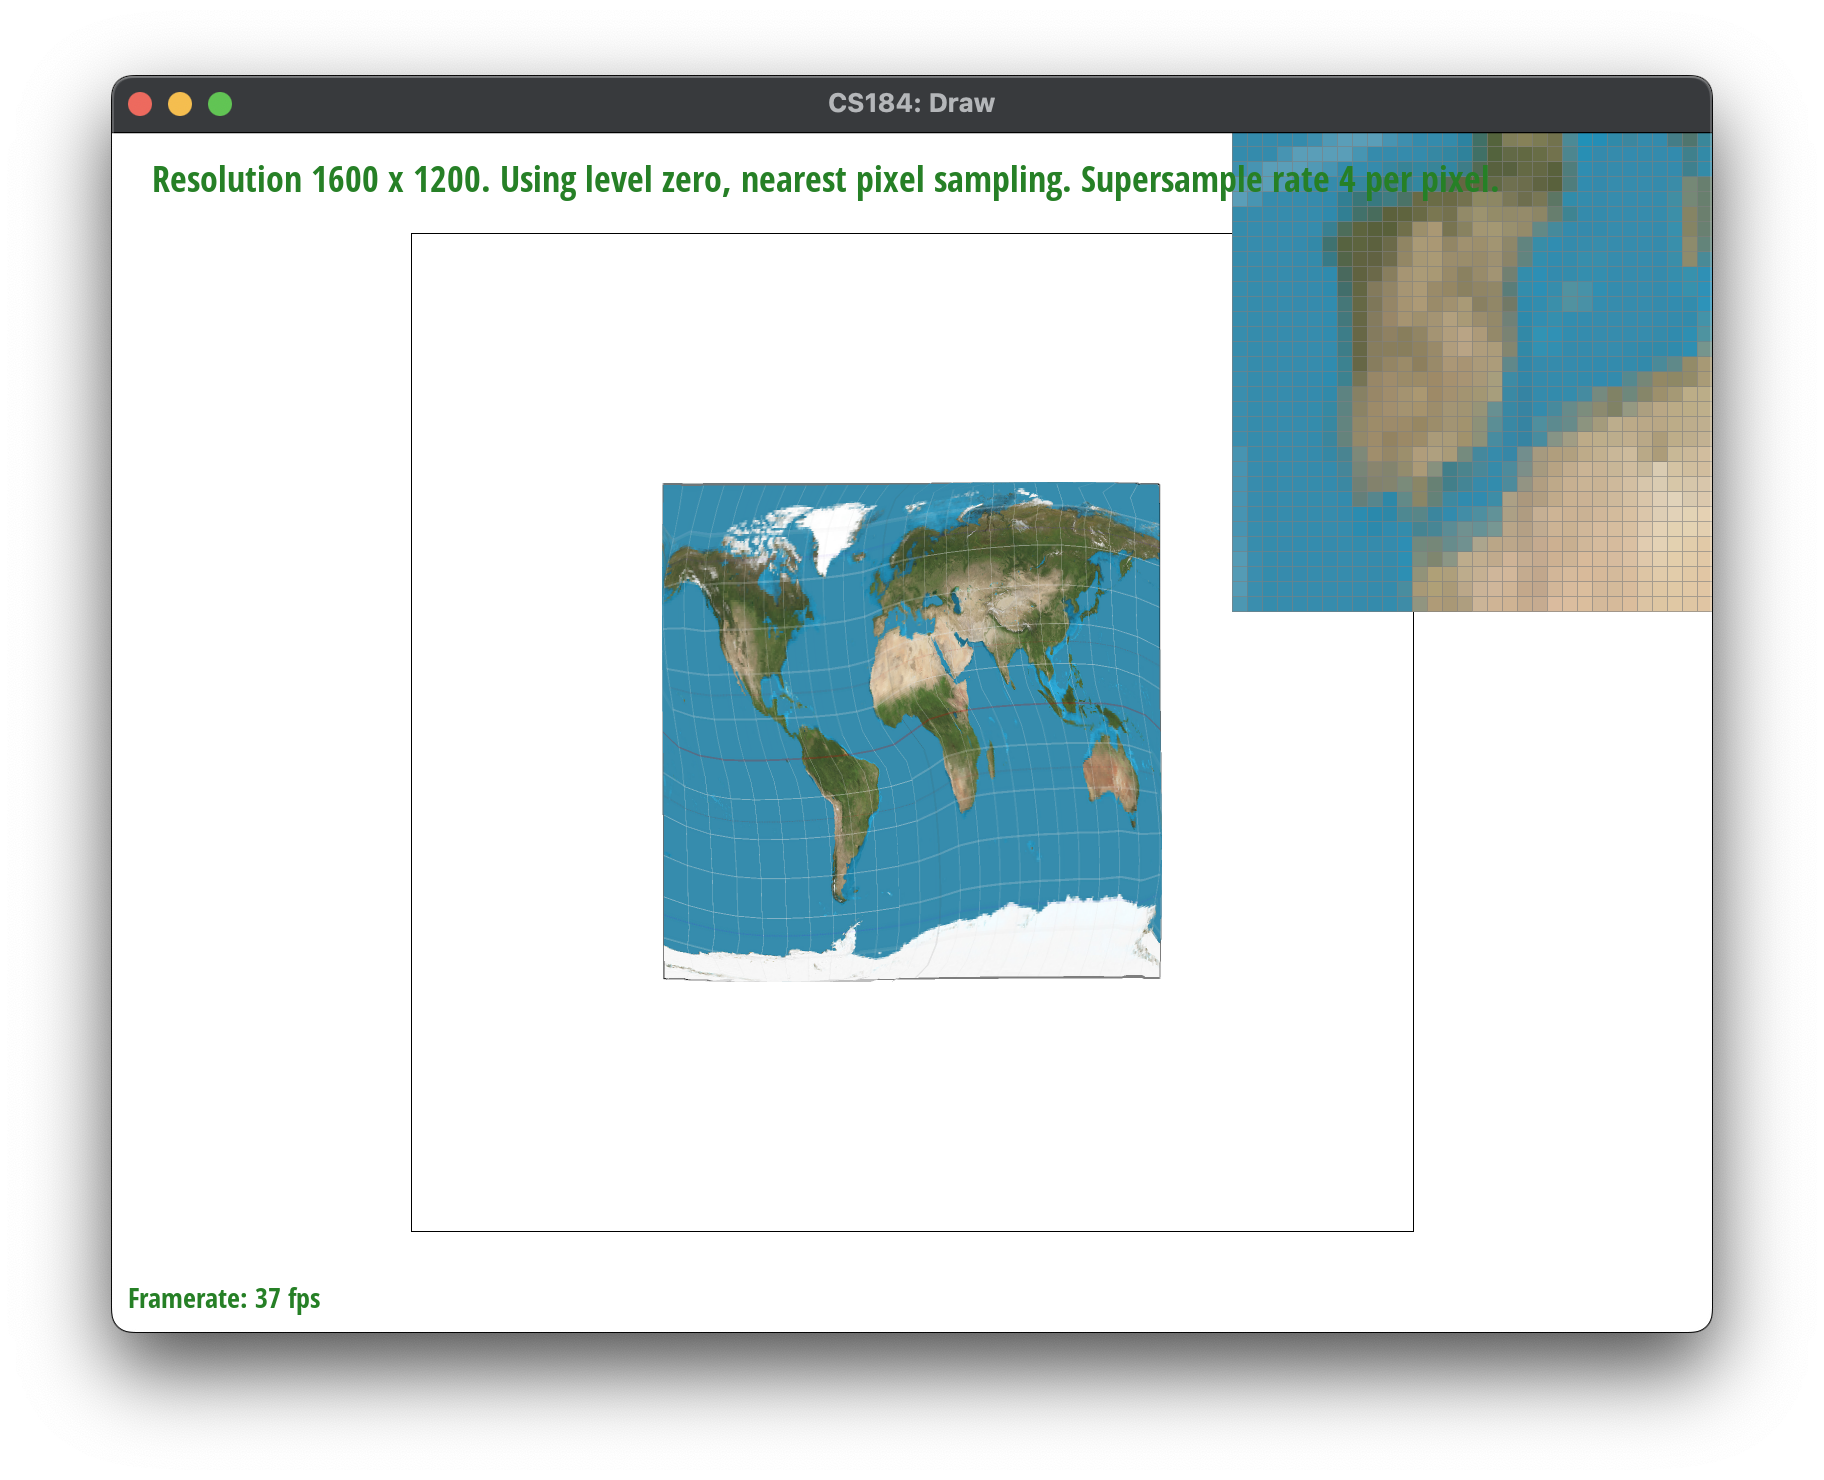 CS184: Draw
Resolution 1600 x 1200. Using level zero, nearest pixel sampling. Supersample rate 4 per pixel.
Framerate: 37 fps